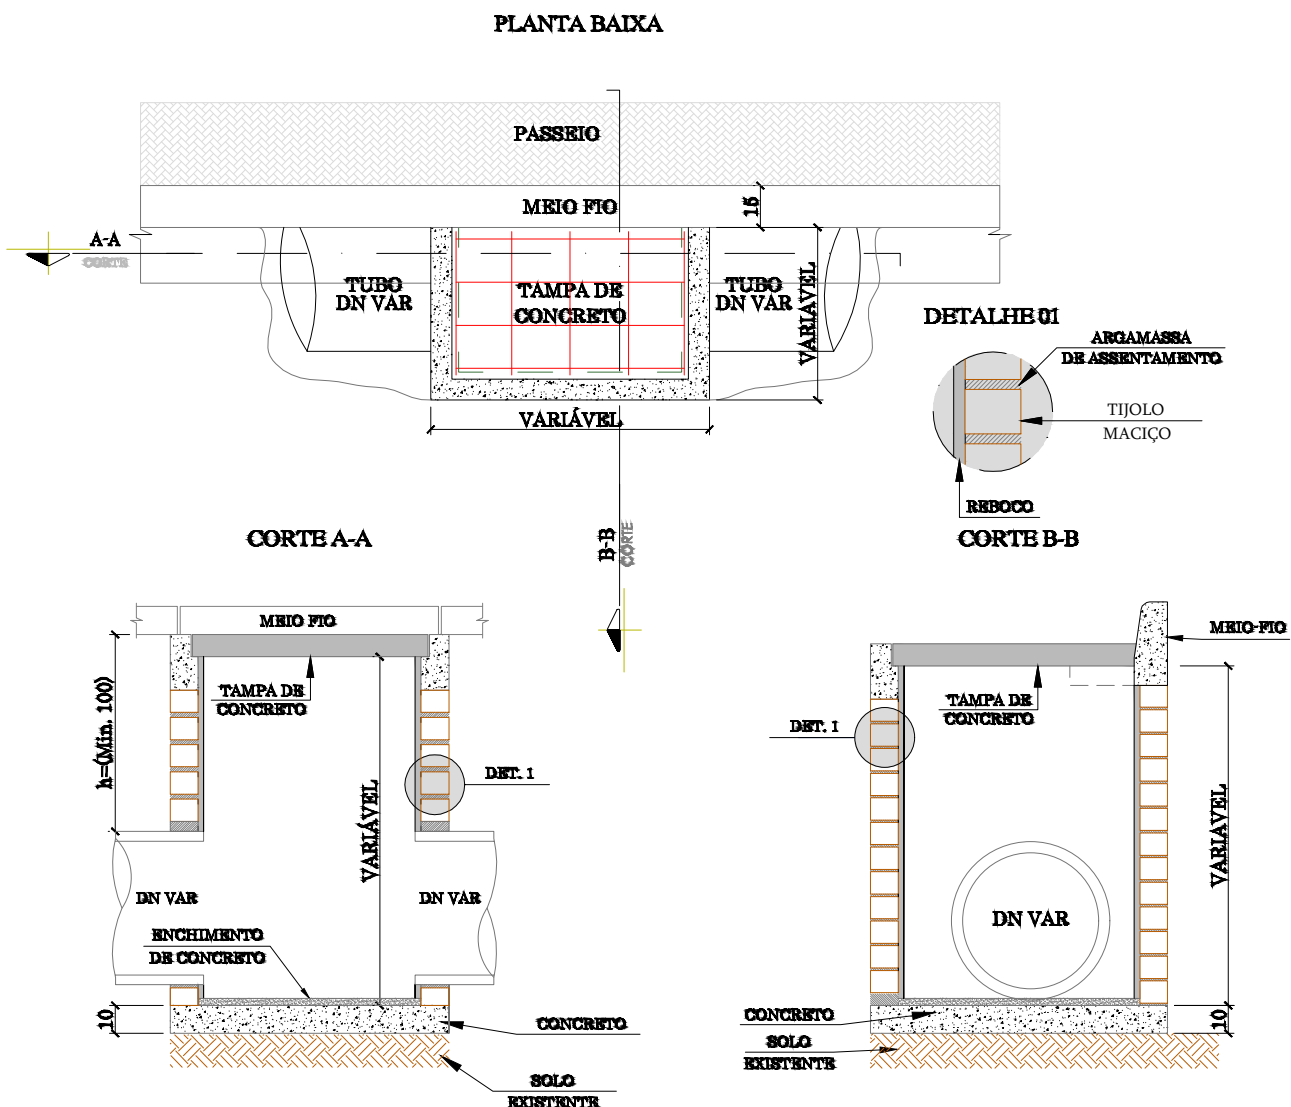 PLANTA BAIXA
PASSEIO
MEIO FIO
15
A-A
CORTE
TUBO
DN VAR
TAMPA DE
CONCRETO
TUBO
DN VAR
VARIAVEL
VARIÁVEL
B-B
CORTE
DETALHE 01
ARGAMASSA
DE ASSENTAMENTO
TIJOLO
MACIÇO
REBOCO
CORTE A-A
MEIO FIO
TAMPA DE
CONCRETO
h=(Min. 100)
DET. 1
VARIÁVEL
DN VAR
DN VAR
ENCHIMENTO
DE CONCRETO
10
CONCRETO
SOLO
EXISTENTE
CORTE B-B
MEIO-FIO
TAMPA DE
CONCRETO
DET. 1
VARIAVEL
DN VAR
CONCRETO
10
SOLO
EXISTENTE